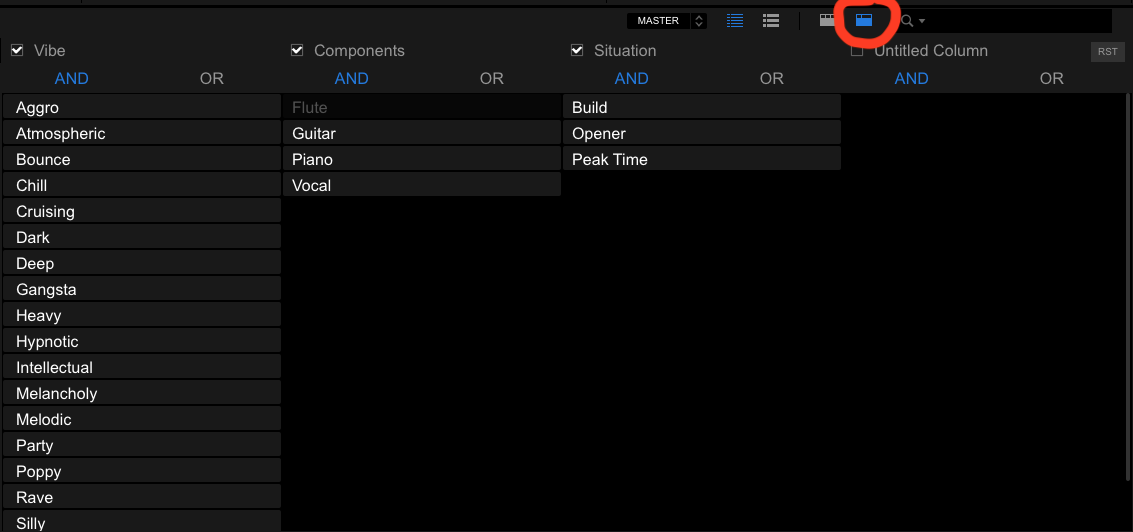 MASTER
Vibe Components Situation Untitled Column RST
AND OR AND OR AND OR AND OR
Aggro Flute Build
Atmospheric Guitar Opener
Bounce Piano Peak Time
Chill Vocal
Cruising
Dark
Deep
Gangsta
Heavy
Hypnotic
Intellectual
Melancholy
Melodic
Party
Poppy
Rave
Silly